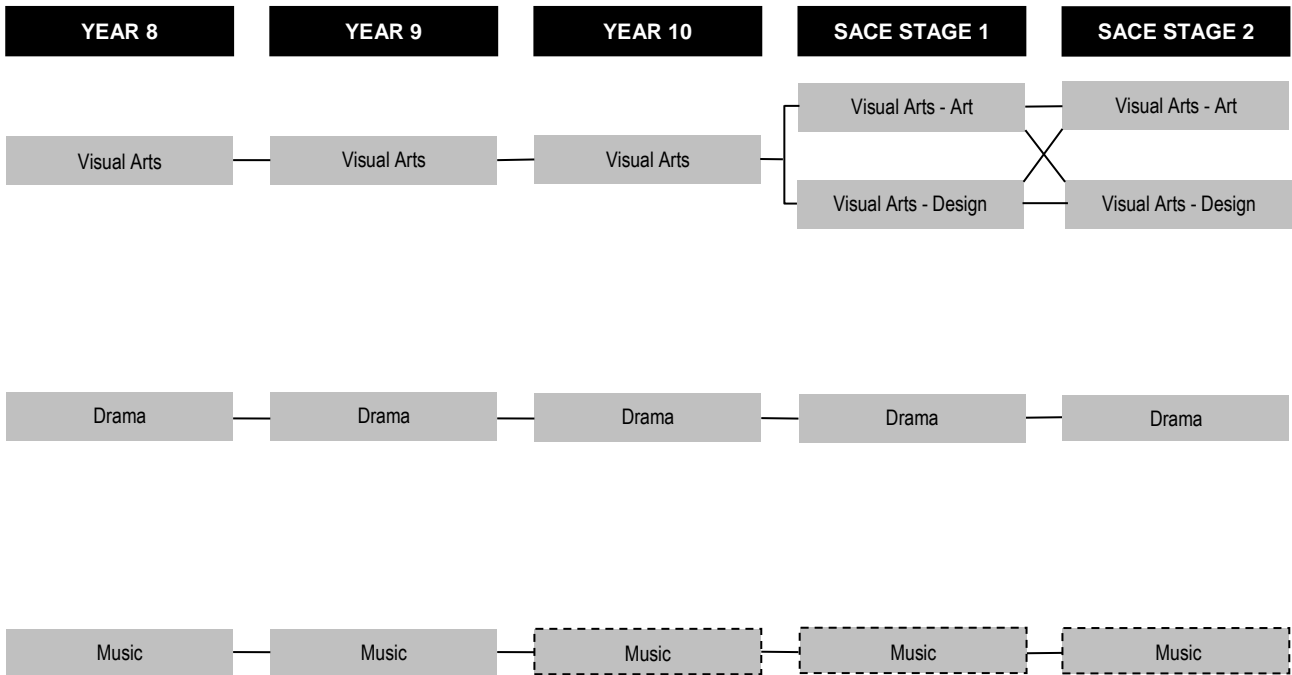 YEAR 8 YEAR 9 YEAR 10 SACE STAGE 1 SACE STAGE 2
Visual Arts - Art Visual Arts - Art
Visual Arts Visual Arts Visual Arts
Visual Arts - Design Visual Arts - Design
Drama Drama Drama Drama Drama
Music Music Music Music Music